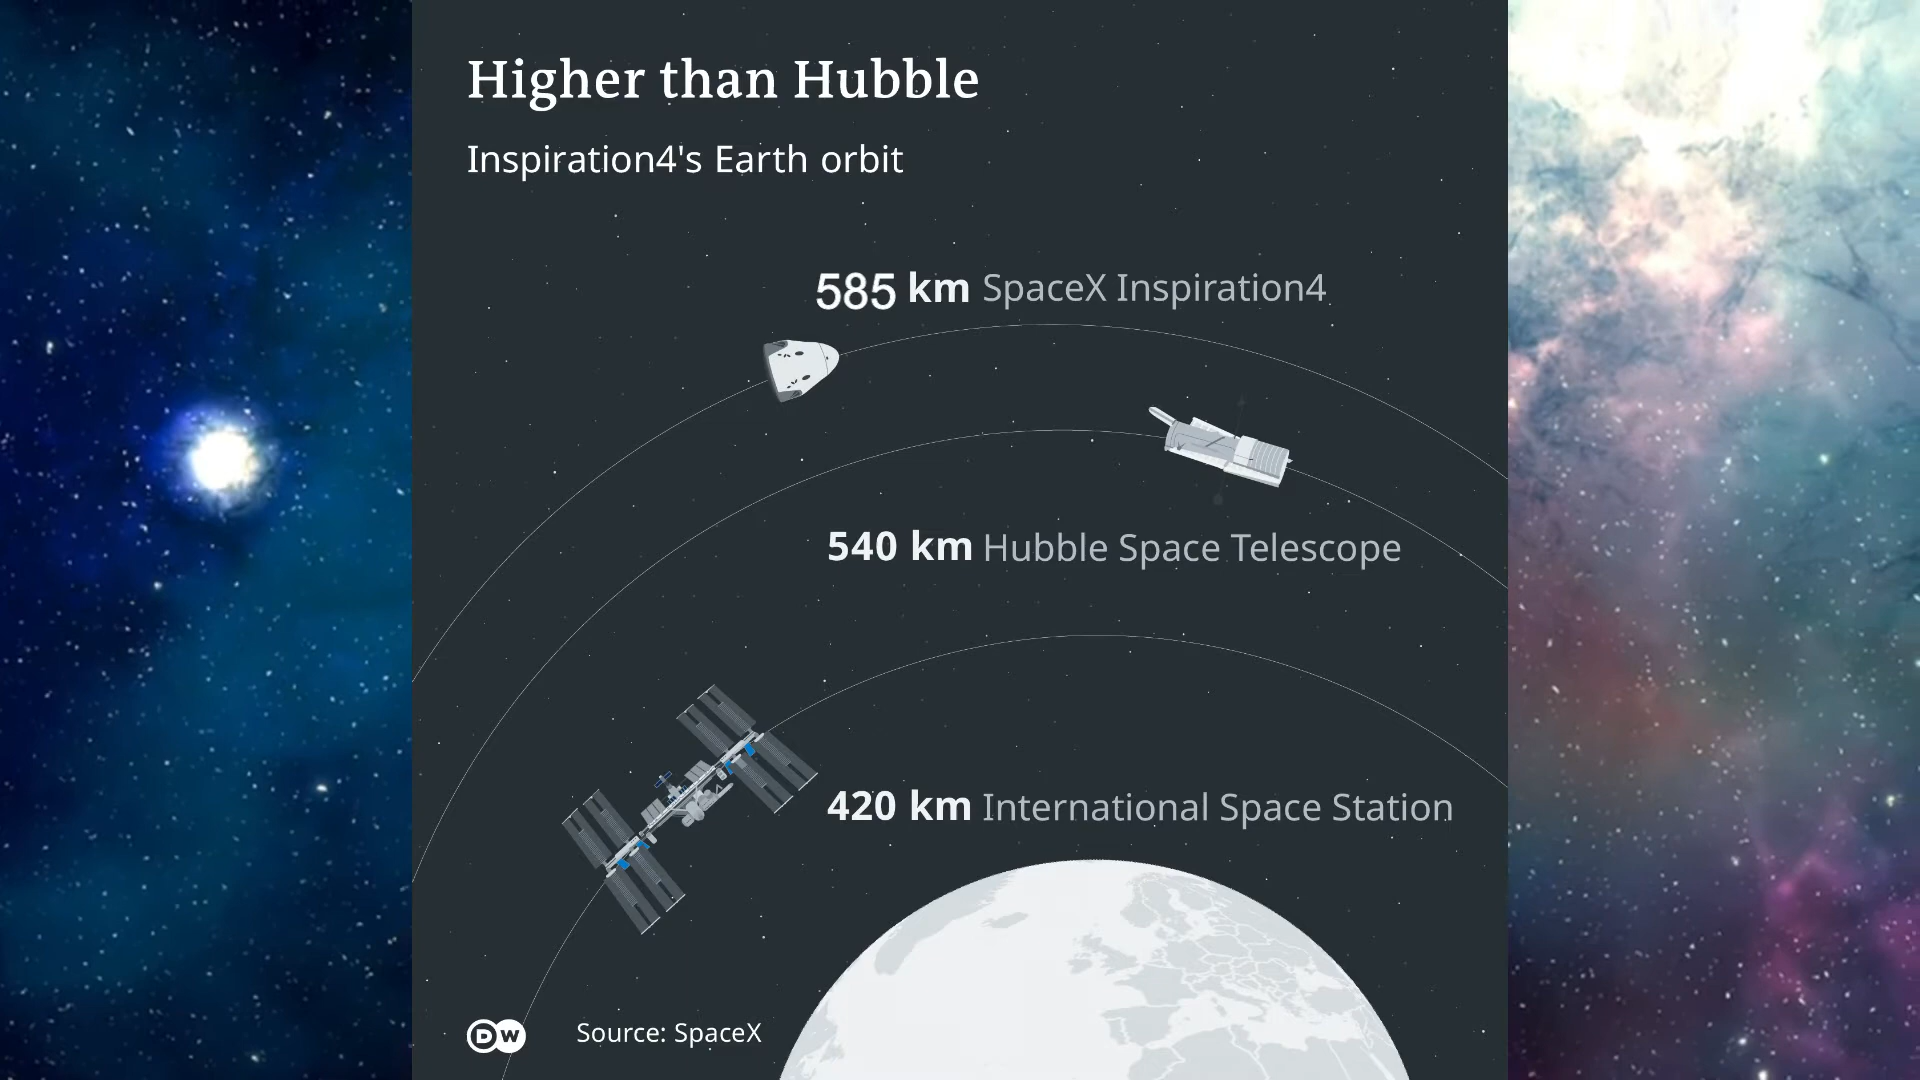 Higher than Hubble
Inspiration4's Earth orbit
585 km SpaceX Inspiration4
540 km Hubble Space Telescope
420 km International Space Station
DW Source: SpaceX